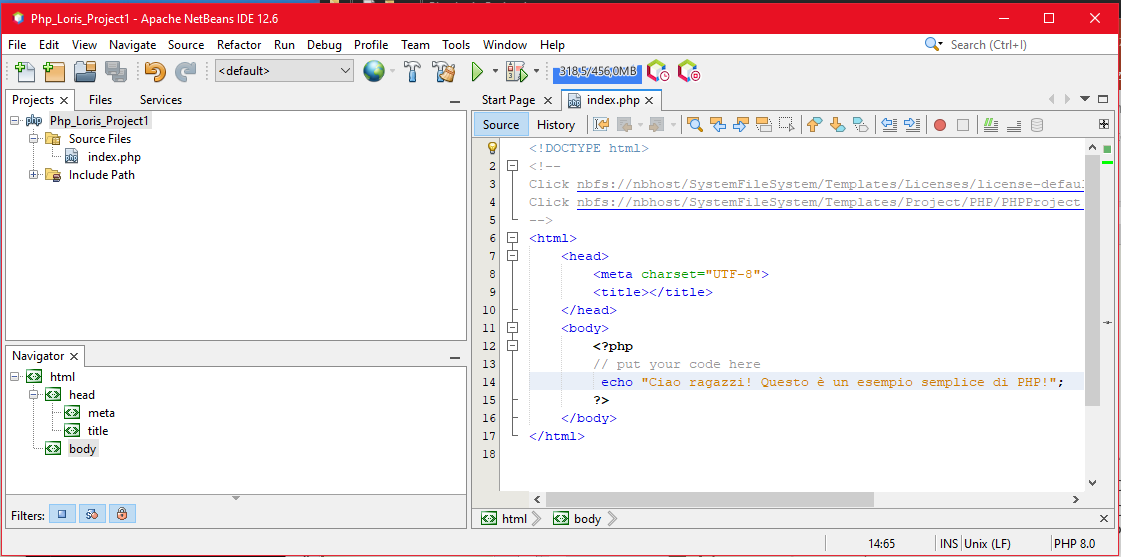 Php_Loris_Project1 - Apache NetBeans IDE 12.6
File Edit View Navigate Source Refactor Run Debug Profile Team Tools Window Help
Search (Ctrl+I)
<default>
318,5/456,0MB
Projects Files Services
Php_Loris_Project1
Source Files
index.php
Include Path
Navigator
html
head
meta
title
body
Filters:
Start Page index.php
Source History
<!DOCTYPE html>
2 <!--
3 Click nbfs://nbhost/SystemFileSystem/Templates/Licenses/license-defaul
4 Click nbfs://nbhost/SystemFileSystem/Templates/Project/PHP/PHPProject.
5 -->
6 <html>
7 <head>
8 <meta charset="UTF-8">
9 <title></title>
10 </head>
11 <body>
12 <?php
13 // put your code here
14 echo "Ciao ragazzi! Questo è un esempio semplice di PHP!";
15 ?>
16 </body>
17 </html>
18
html body
14:65 INS Unix (LF) PHP 8.0